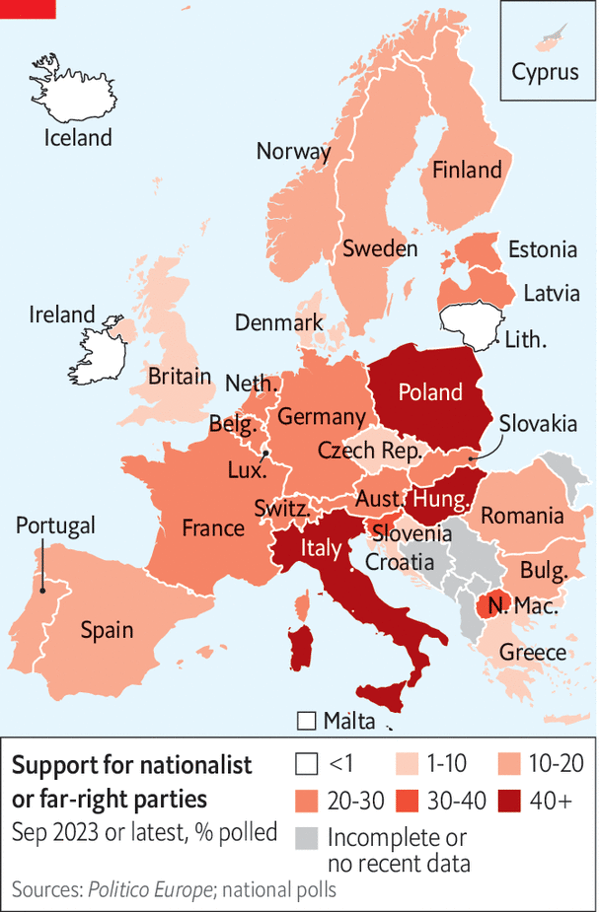 Cyprus
Iceland
Norway
Finland
Sweden
Estonia
Latvia
Ireland
Denmark
Lith.
Britain
Neth.
Poland
Germany
Belg.
Slovakia
Czech Rep.
Lux.
Aust.
Hung.
Switz.
Romania
Portugal
France
Slovenia
Italy
Croatia
Bulg.
N. Mac.
Spain
Greece
Malta
Support for nationalist
or far-right parties
Sep 2023 or latest, % polled
<1
1-10
10-20
20-30
30-40
40+
Incomplete or
no recent data
Sources: Politico Europe; national polls